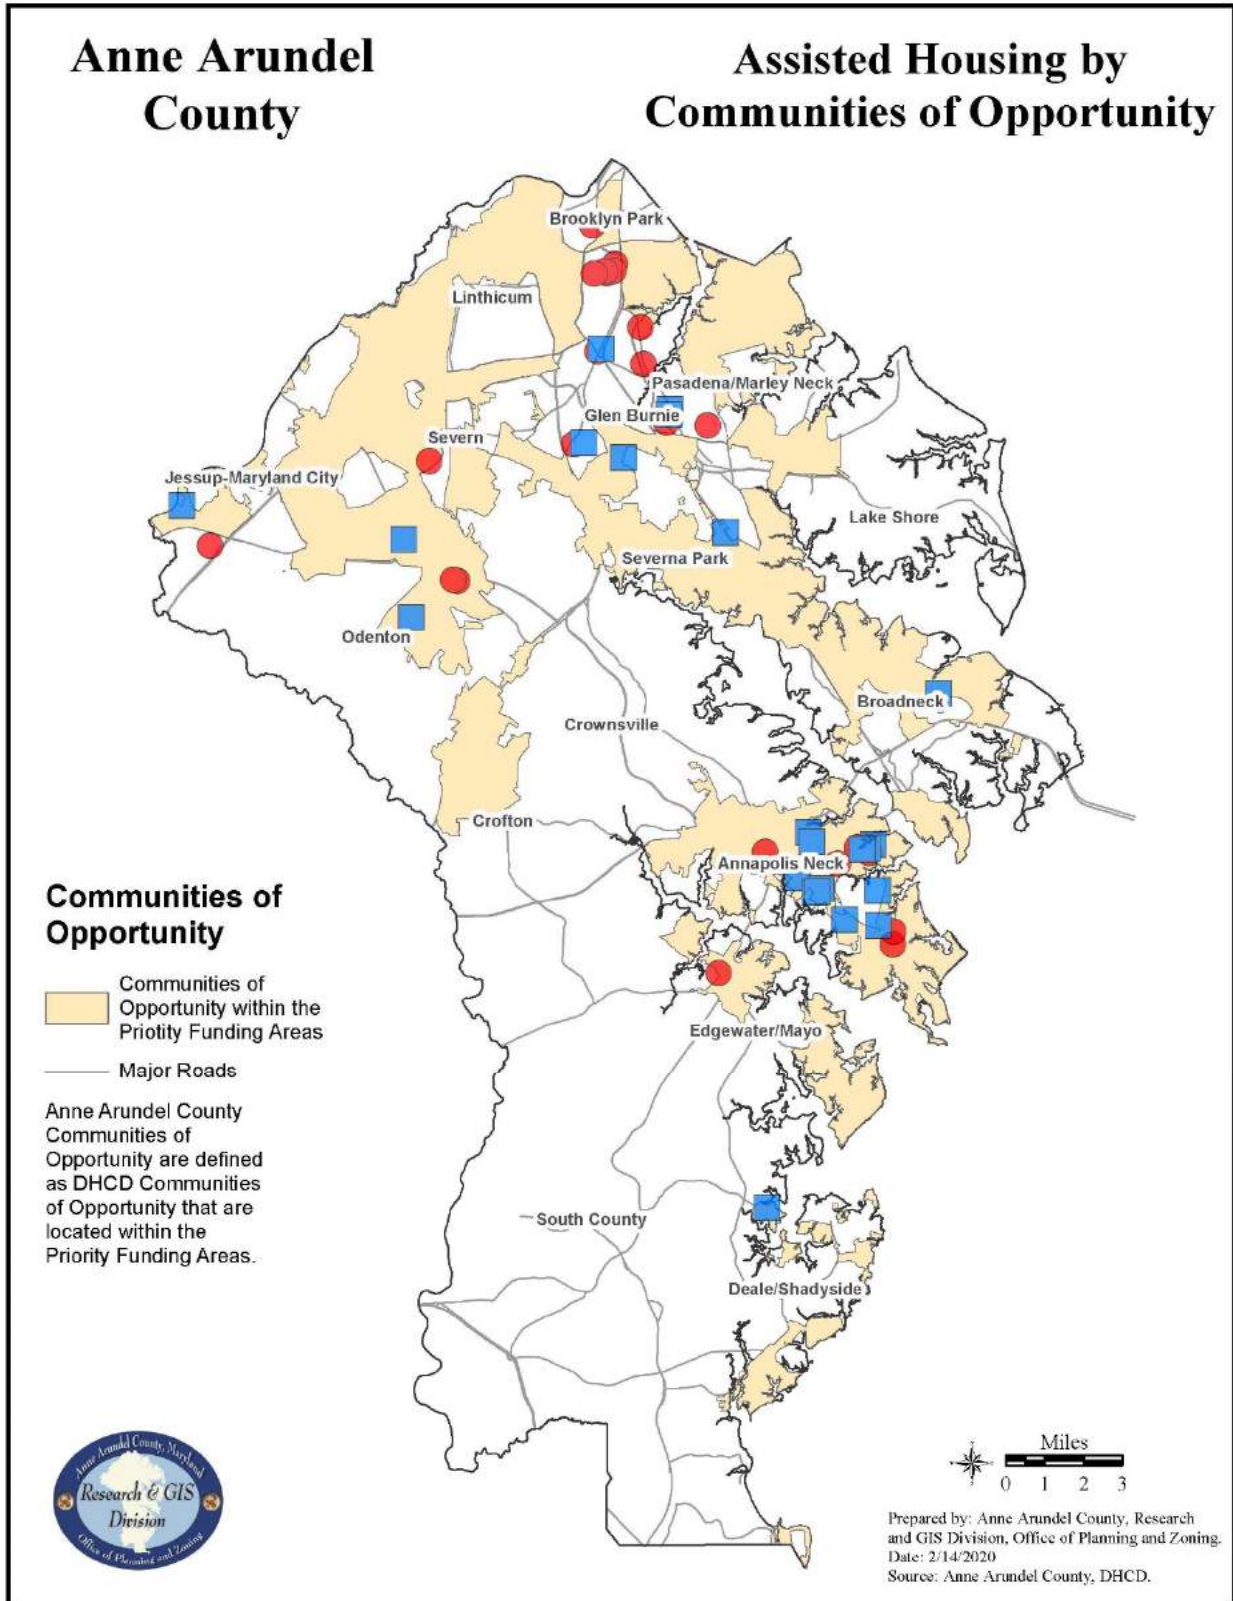 Anne Arundel
County
Assisted Housing by
Communities of Opportunity
Brooklyn Park
Linthicum
Pasadena/Marley Neck
Glen Burnie
Severn
Jessup-Maryland City
Lake Shore
Severna Park
Odenton
Broadneck
Crownsville
Crofton
Annapolis Neck
Edgewater/Mayo
South County
Deale/Shadyside
Communities of
Opportunity
Communities of
Opportunity within the
Priotity Funding Areas
Major Roads
Anne Arundel County
Communities of
Opportunity are defined
as DHCD Communities
of Opportunity that are
located within the
Priority Funding Areas.
Anne Arundel County, Maryland
Research & GIS
Division
Office of Planning and Zoning
Miles
0 1 2 3
Prepared by: Anne Arundel County, Research
and GIS Division, Office of Planning and Zoning.
Date: 2/14/2020
Source: Anne Arundel County, DHCD.